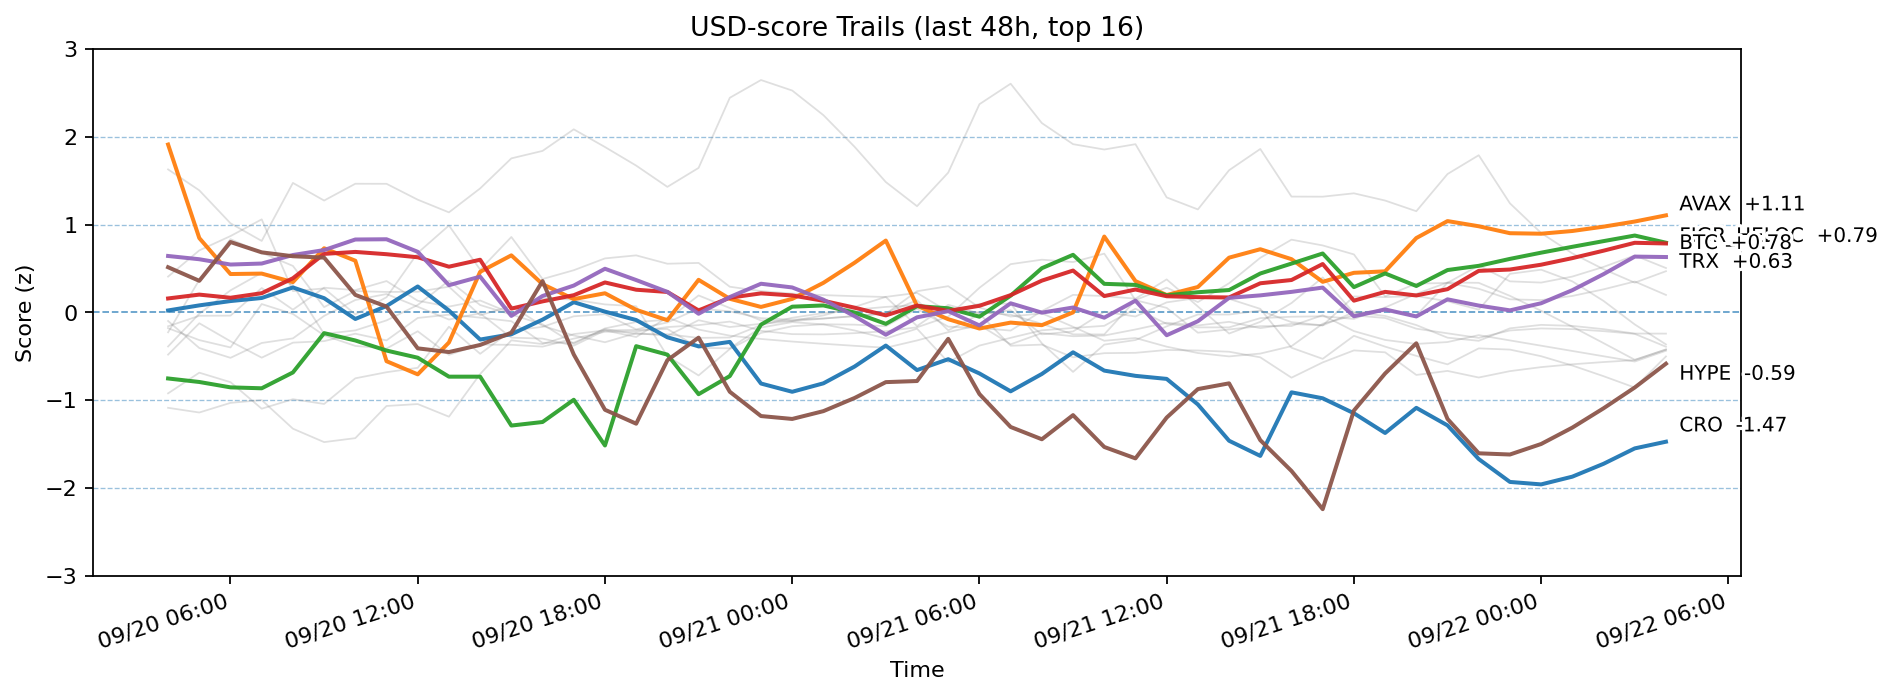 USD-score Trails (last 48h, top 16)
Score (z)
3
2
1
0
−1
−2
−3
AVAX +1.11
+0.79
BTC +0.78
TRX +0.63
HYPE -0.59
CRO -1.47
09/20 06:00
09/20 12:00
09/20 18:00
09/21 00:00
09/21 06:00
09/21 12:00
09/21 18:00
09/22 00:00
09/22 06:00
Time